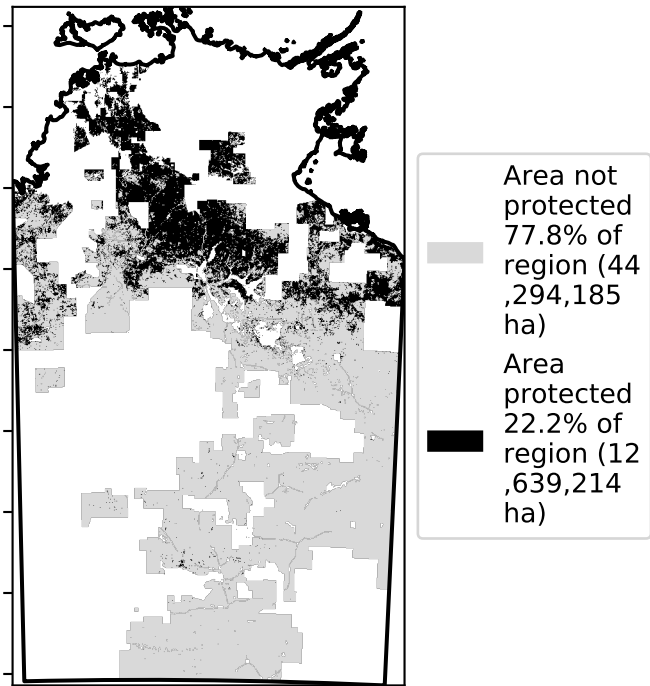 Area not
protected
77.8% of
region (44
,294,185
ha)
Area
protected
22.2% of
region (12
,639,214
ha)